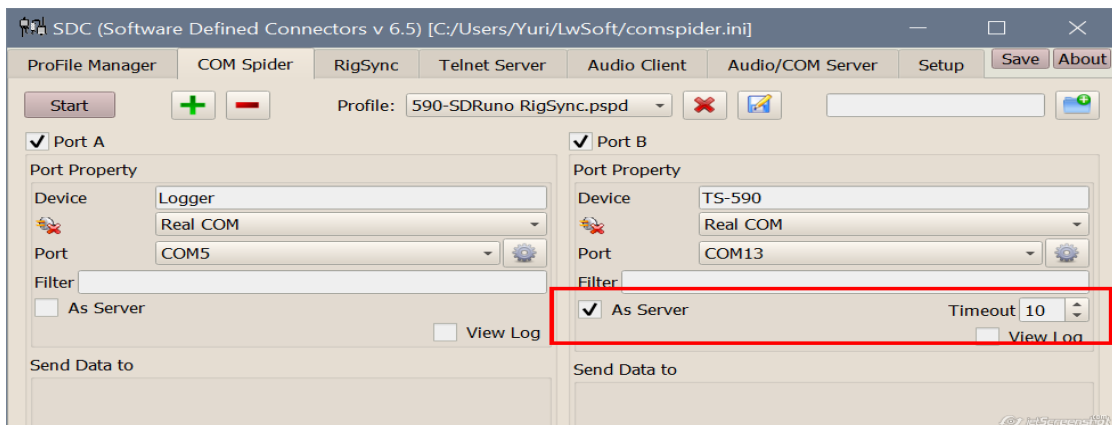 SDC (Software Defined Connectors v 6.5) [C:/Users/Yuri/LwSoft/comspider.ini]
ProFile Manager COM Spider RigSync Telnet Server Audio Client Audio/COM Server Setup Save About
Start Profile: 590-SDRuno RigSync.pspd
Port A Port B
Port Property Port Property
Device Logger Device TS-590
Real COM Real COM
Port COM5 Port COM13
Filter Filter
As Server As Server Timeout 10
View Log View Log
Send Data to Send Data to